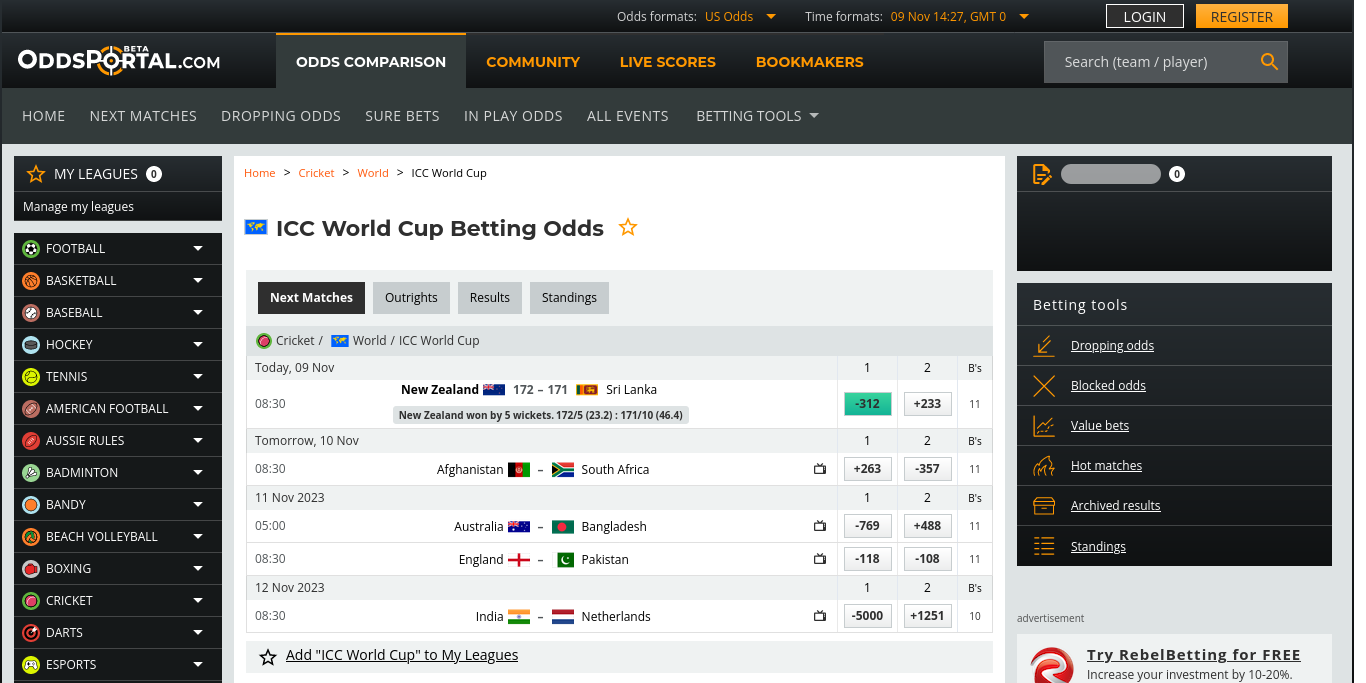 Odds formats: US Odds Time formats: 09 Nov 14:27, GMT 0 LOGIN REGISTER
ODDSPORTAL.COM BETA
ODDS COMPARISON COMMUNITY LIVE SCORES BOOKMAKERS Search (team / player)
HOME NEXT MATCHES DROPPING ODDS SURE BETS IN PLAY ODDS ALL EVENTS BETTING TOOLS
MY LEAGUES 0
Manage my leagues
FOOTBALL
BASKETBALL
BASEBALL
HOCKEY
TENNIS
AMERICAN FOOTBALL
AUSSIE RULES
BADMINTON
BANDY
BEACH VOLLEYBALL
BOXING
CRICKET
DARTS
ESPORTS
Home > Cricket > World > ICC World Cup
ICC World Cup Betting Odds
Next Matches Outrights Results Standings
Cricket / World / ICC World Cup
Today, 09 Nov 1 2 B's
08:30 New Zealand 172 – 171 Sri Lanka -312 +233 11
New Zealand won by 5 wickets. 172/5 (23.2) : 171/10 (46.4)
Tomorrow, 10 Nov 1 2 B's
08:30 Afghanistan – South Africa +263 -357 11
11 Nov 2023 1 2 B's
05:00 Australia – Bangladesh -769 +488 11
08:30 England – Pakistan -118 -108 11
12 Nov 2023 1 2 B's
08:30 India – Netherlands -5000 +1251 10
Add "ICC World Cup" to My Leagues
0
Betting tools
Dropping odds
Blocked odds
Value bets
Hot matches
Archived results
Standings
advertisement
Try RebelBetting for FREE
Increase your investment by 10-20%.